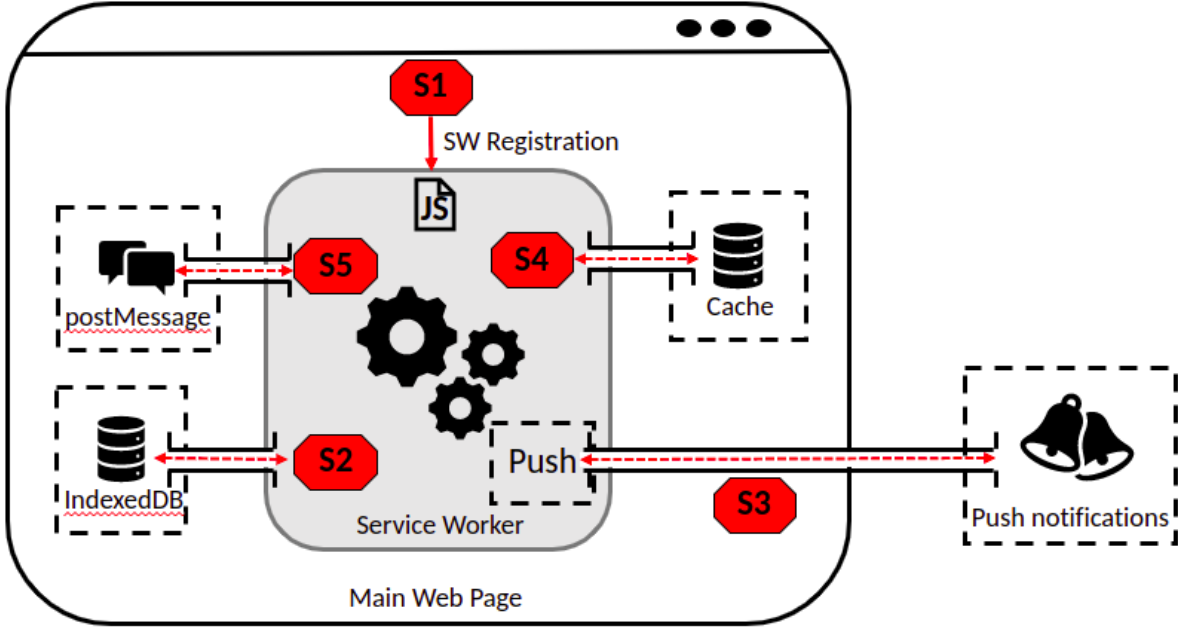 S1
SW Registration
JS
S5
S4
postMessage
Cache
IndexedDB
S2
Push
S3
Push notifications
Service Worker
Main Web Page